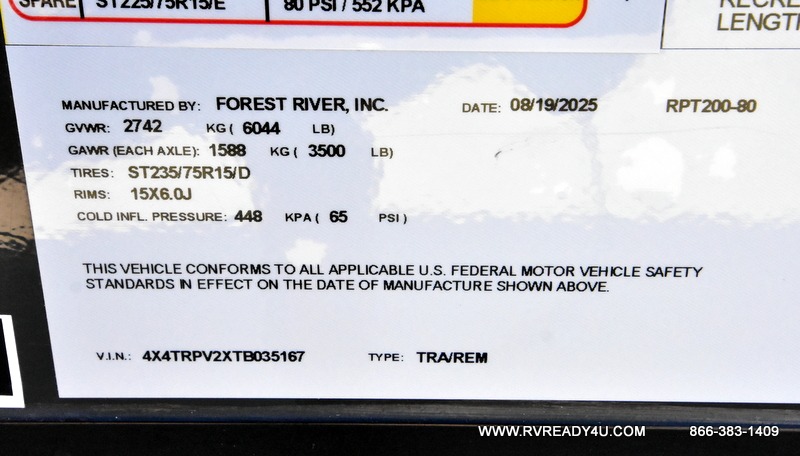 SPARE ST225/75R15/E 80 PSI / 552 KPA
LENGTH
MANUFACTURED BY: FOREST RIVER, INC. DATE: 08/19/2025 RPT200-80
GVWR: 2742 KG ( 6044 LB)
GAWR (EACH AXLE): 1588 KG ( 3500 LB)
TIRES: ST235/75R15/D
RIMS: 15X6.0J
COLD INFL. PRESSURE: 448 KPA ( 65 PSI )
THIS VEHICLE CONFORMS TO ALL APPLICABLE U.S. FEDERAL MOTOR VEHICLE SAFETY
STANDARDS IN EFFECT ON THE DATE OF MANUFACTURE SHOWN ABOVE.
V.I.N.: 4X4TRPV2XTB035167 TYPE: TRA/REM
WWW.RVREADY4U.COM 866-383-1409